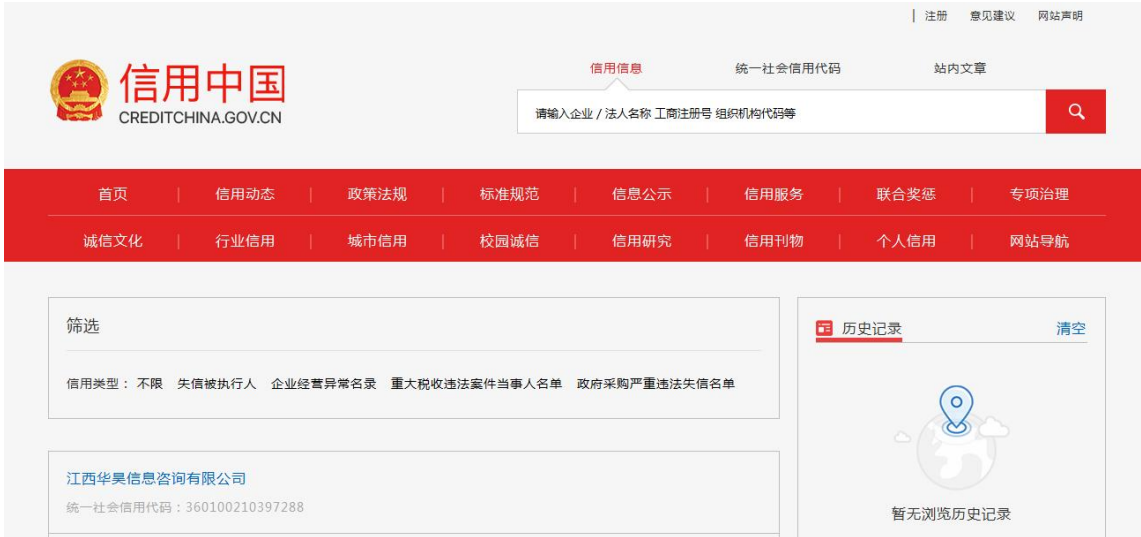 注册 意见建议 网站声明
信用中国
CREDITCHINA.GOV.CN
信用信息 统一社会信用代码 站内文章
请输入企业 / 法人名称 工商注册号 组织机构代码等
首页 信用动态 政策法规 标准规范 信息公示 信用服务 联合奖惩 专项治理
诚信文化 行业信用 城市信用 校园诚信 信用研究 信用刊物 个人信用 网站导航
筛选
信用类型： 不限 失信被执行人 企业经营异常名录 重大税收违法案件当事人名单 政府采购严重违法失信名单
江西华昊信息咨询有限公司
统一社会信用代码：360100210397288
历史记录 清空
暂无浏览历史记录